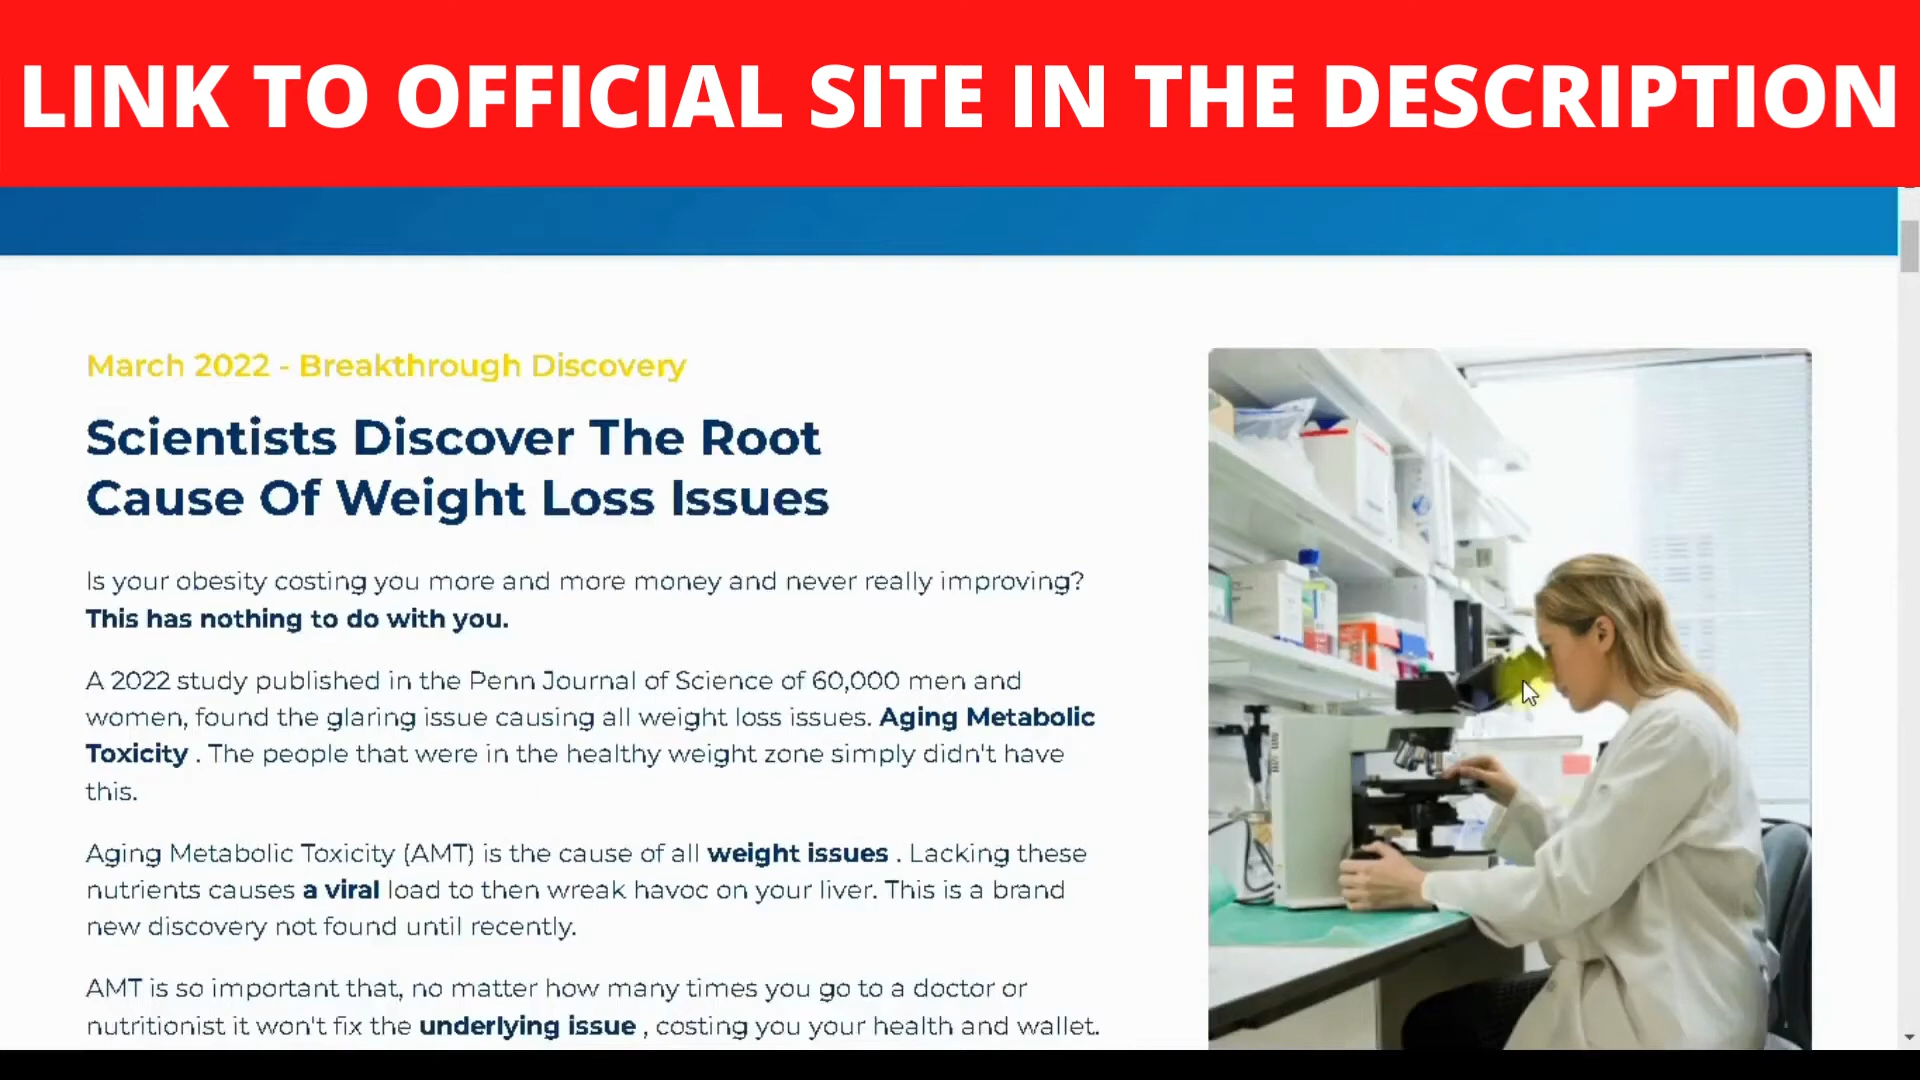 LINK TO OFFICIAL SITE IN THE DESCRIPTION
March 2022 - Breakthrough Discovery
Scientists Discover The Root
Cause Of Weight Loss Issues
Is your obesity costing you more and more money and never really improving?
This has nothing to do with you.
A 2022 study published in the Penn Journal of Science of 60,000 men and
women, found the glaring issue causing all weight loss issues. Aging Metabolic
Toxicity . The people that were in the healthy weight zone simply didn't have
this.
Aging Metabolic Toxicity (AMT) is the cause of all weight issues . Lacking these
nutrients causes a viral load to then wreak havoc on your liver. This is a brand
new discovery not found until recently.
AMT is so important that, no matter how many times you go to a doctor or
nutritionist it won't fix the underlying issue , costing you your health and wallet.